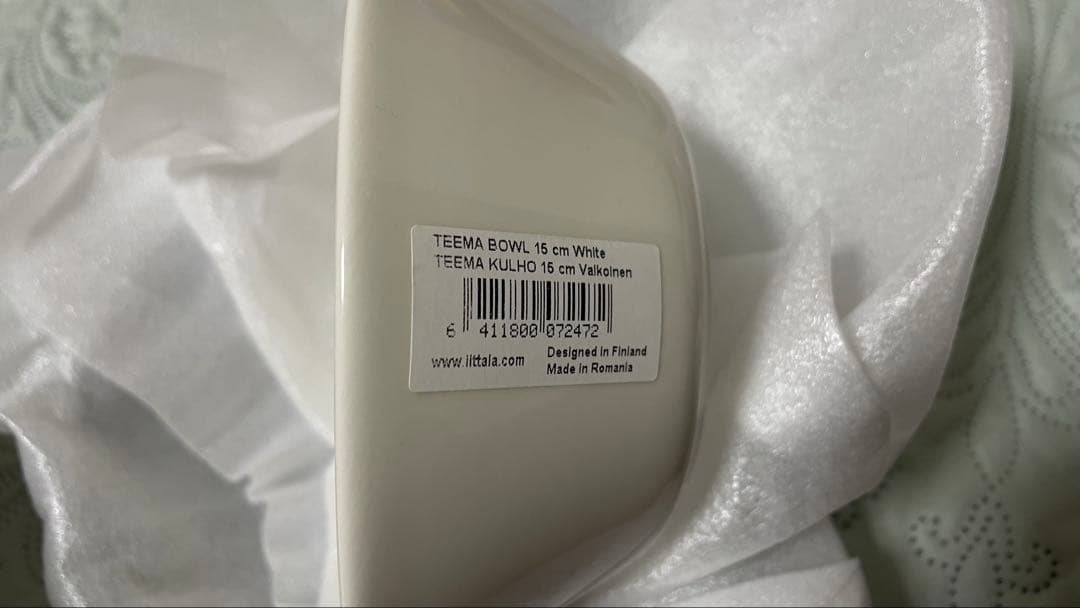 TEEMA BOWL 15 cm White
TEEMA KULHO 15 cm Valkoinen
6 411800 072472
www.iittala.com
Designed in Finland
Made in Romania